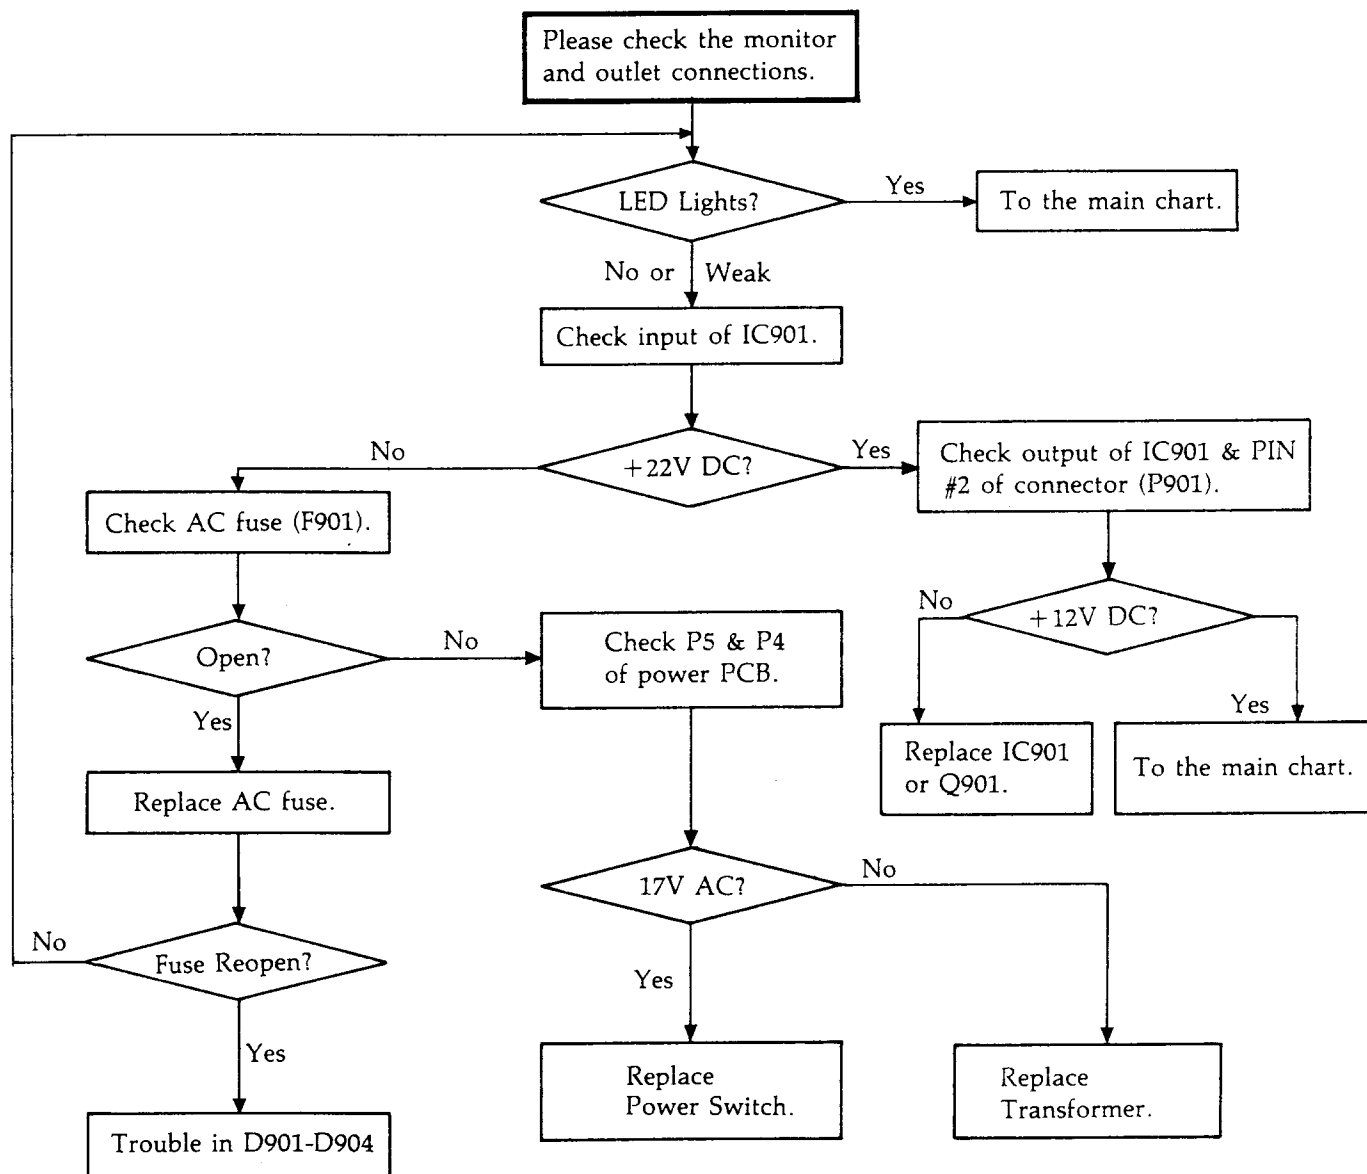 Please check the monitor
and outlet connections.
LED Lights?
Yes
To the main chart.
No or Weak
Check input of IC901.
No
+22V DC?
Yes
Check output of IC901 & PIN
#2 of connector (P901).
Check AC fuse (F901).
No
+12V DC?
Yes
Open?
No
Check P5 & P4
of power PCB.
Yes
Replace IC901
or Q901.
To the main chart.
Replace AC fuse.
17V AC?
No
No
Fuse Reopen?
Yes
Yes
Replace
Power Switch.
Replace
Transformer.
Trouble in D901-D904